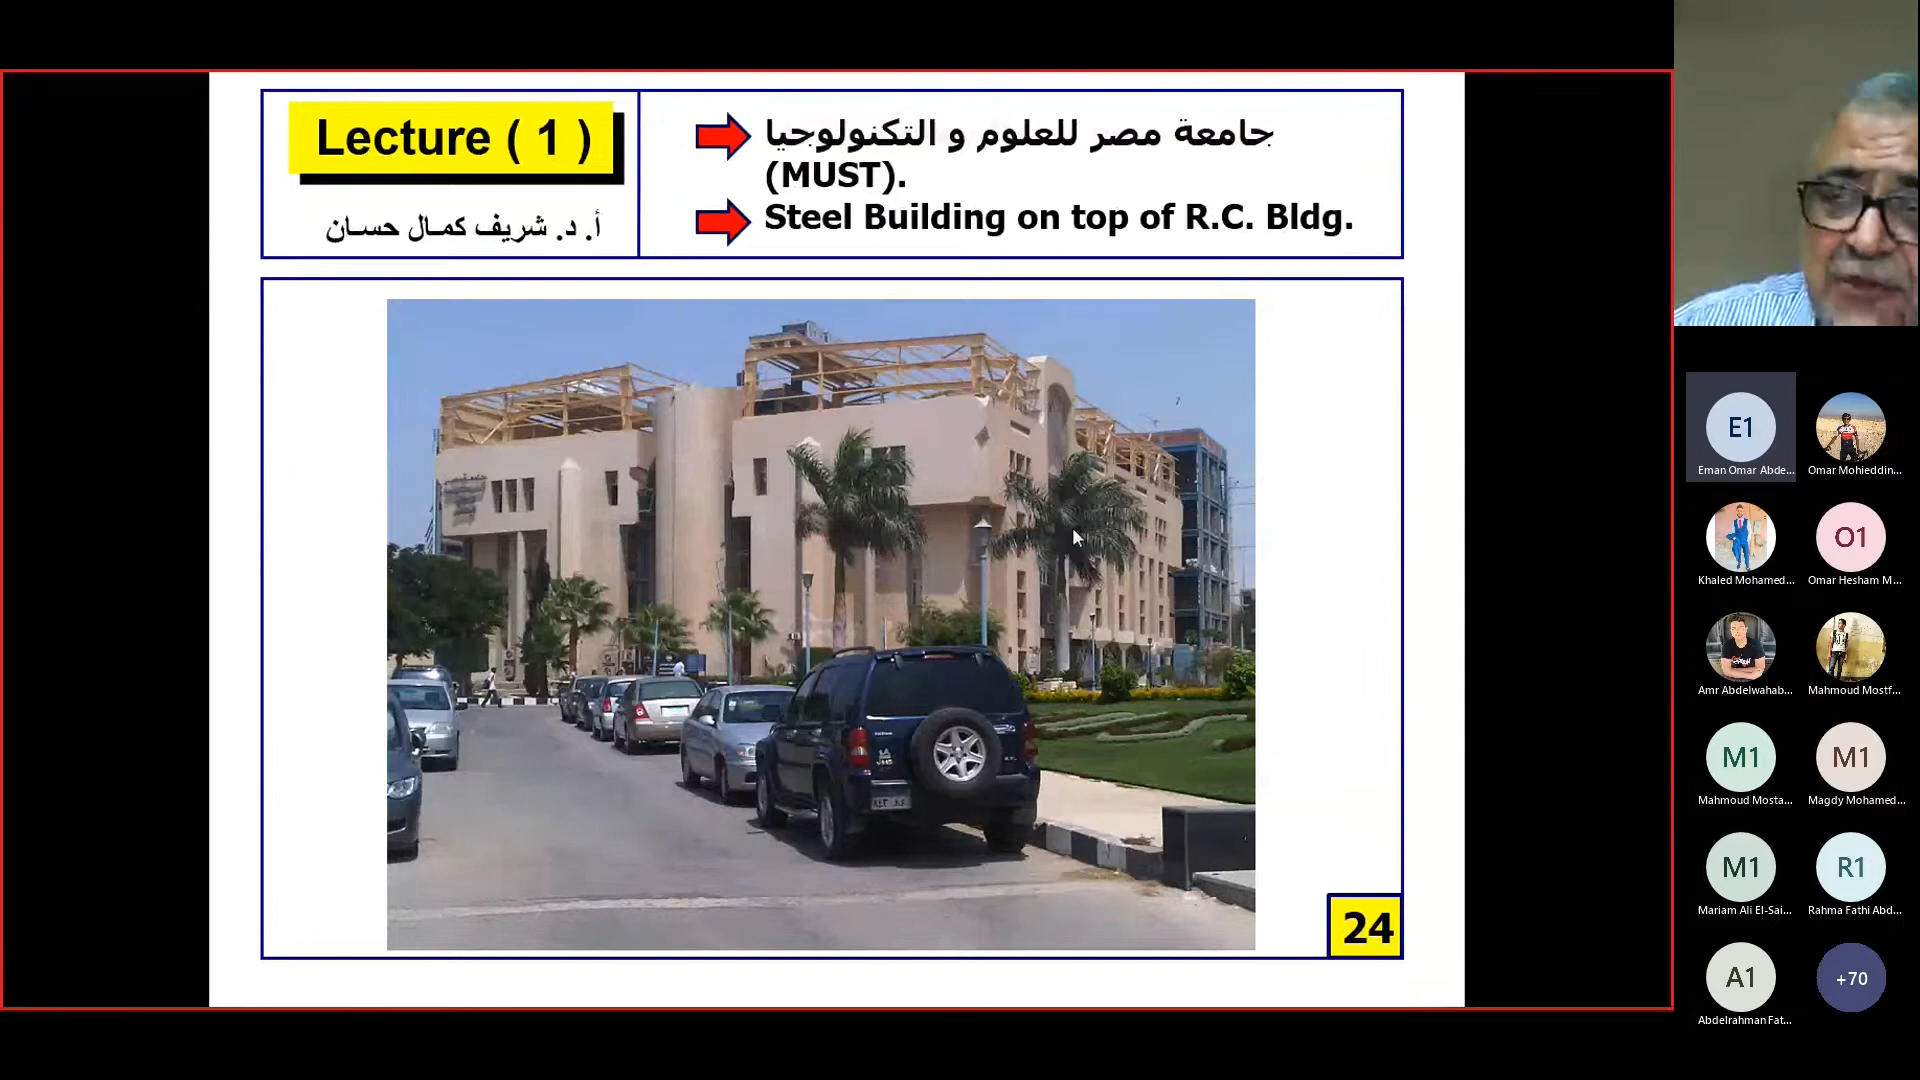 Lecture ( 1 )
أ. د. شريف كمـال حسـان
جامعة مصر للعلوم و التكنولوجيا
(MUST).
Steel Building on top of R.C. Bldg.
24
E1
Eman Omar Abde...
Omar Mohieddin...
Khaled Mohamed...
O1
Omar Hesham M...
Amr Abdelwahab...
Mahmoud Mostf...
M1
Mahmoud Mosta...
M1
Magdy Mohamed...
M1
Mariam Ali El-Sai...
R1
Rahma Fathi Abd...
A1
Abdelrahman Fat...
+70